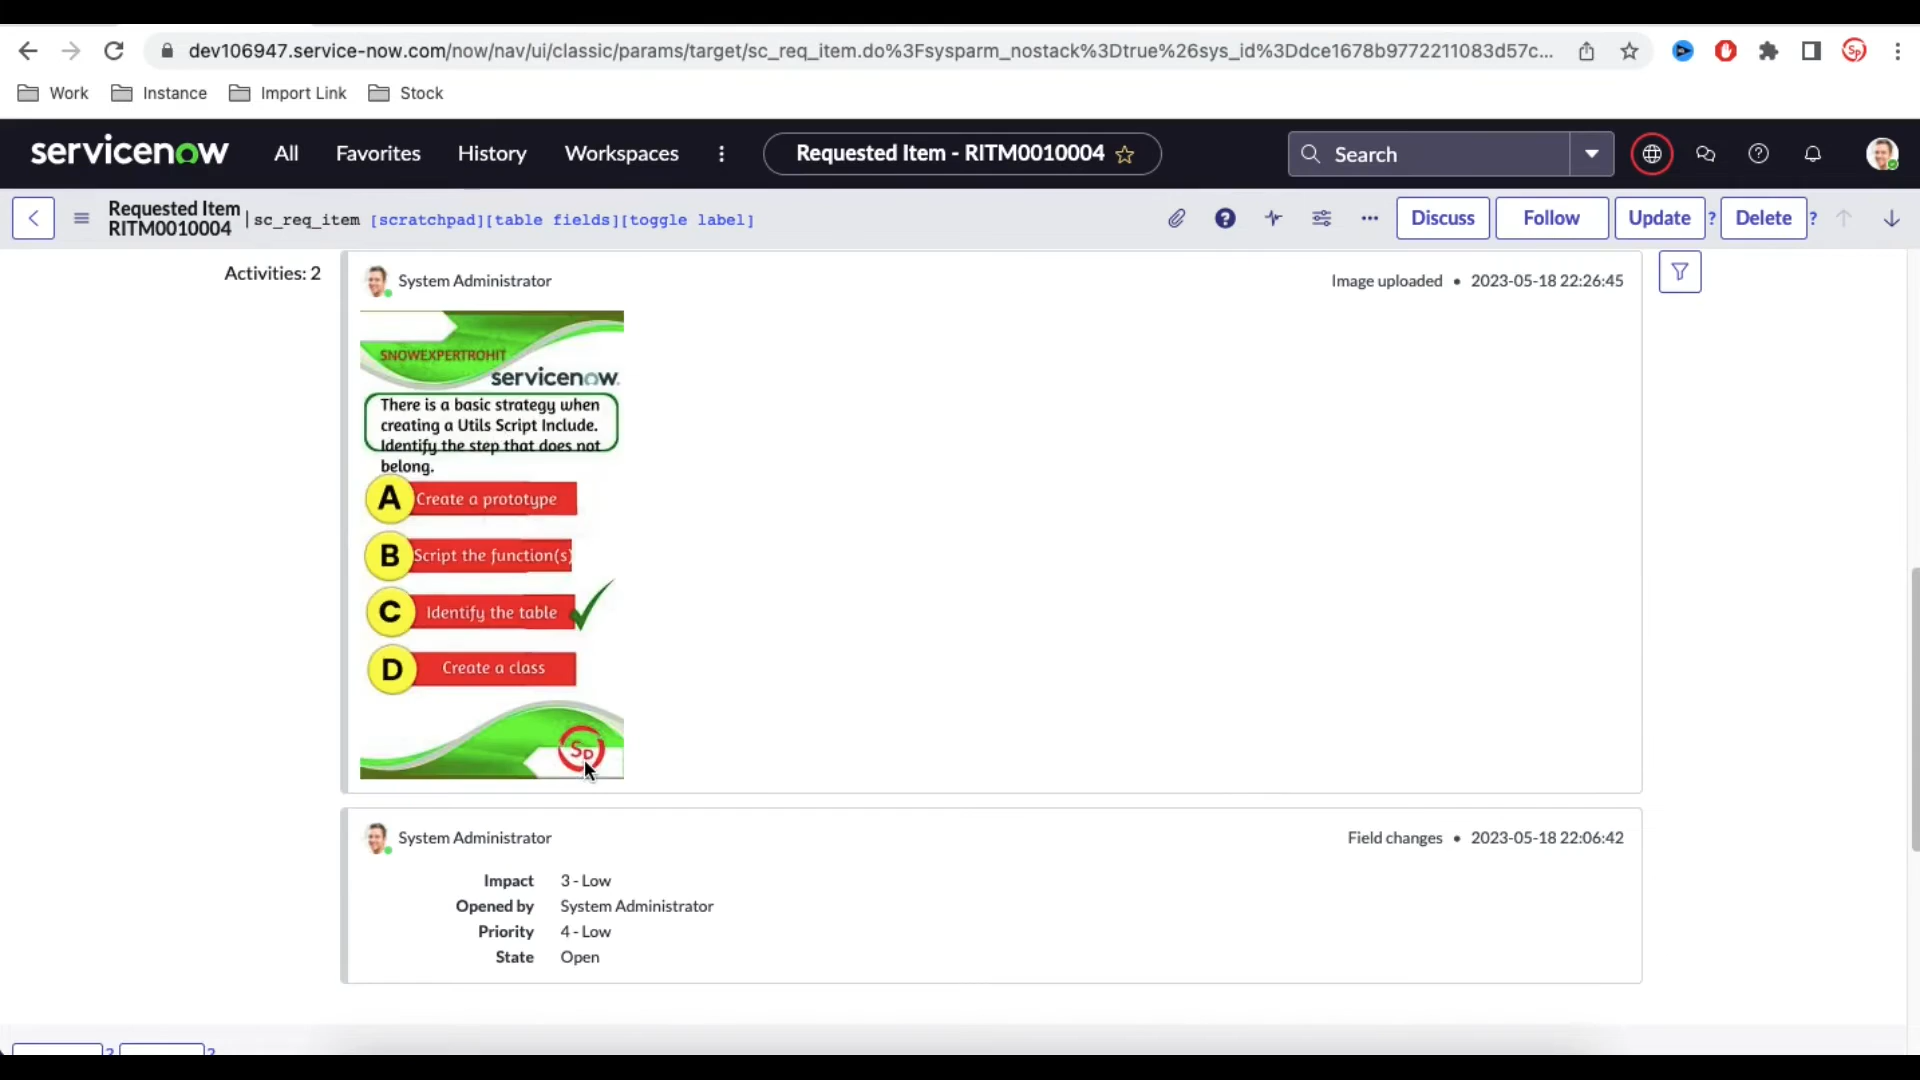 dev106947.service-now.com/now/nav/ui/classic/params/target/sc_req_item.do%3Fsysparm_nostack%3Dtrue%26sys_id%3Ddce1678b9772211083d57c...
Work Instance Import Link Stock
servicenow All Favorites History Workspaces Requested Item - RITM0010004 Search
Requested Item
RITM0010004
sc_req_item [scratchpad][table fields][toggle label] Discuss Follow Update ? Delete ?
Activities: 2
System Administrator Image uploaded • 2023-05-18 22:26:45
SNOWEXPERTROHIT
servicenow.
There is a basic strategy when
creating a Utils Script Include.
Identify the step that does not
belong.
A Create a prototype
B Script the function(s)
C Identify the table
D Create a class
SD
System Administrator Field changes • 2023-05-18 22:06:42
Impact 3 - Low
Opened by System Administrator
Priority 4 - Low
State Open